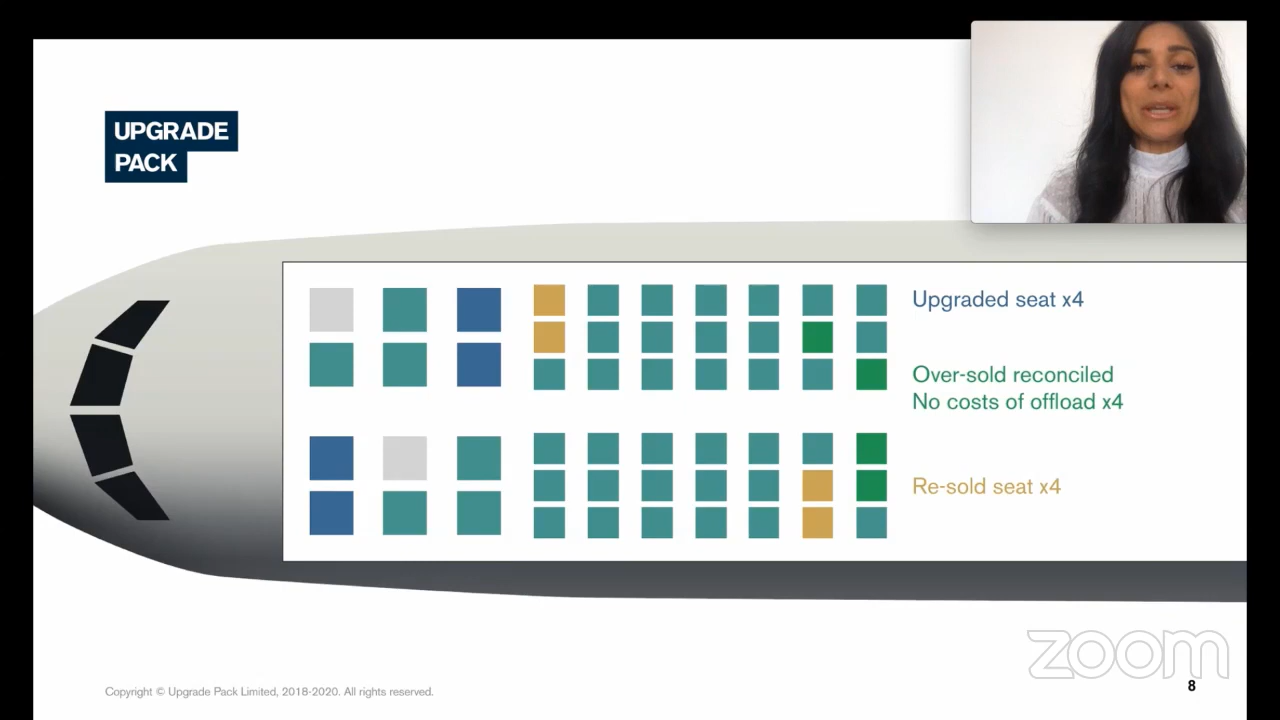 UPGRADE
PACK
Upgraded seat x4
Over-sold reconciled
No costs of offload x4
Re-sold seat x4
zoom
Copyright © Upgrade Pack Limited, 2018-2020. All rights reserved.
8